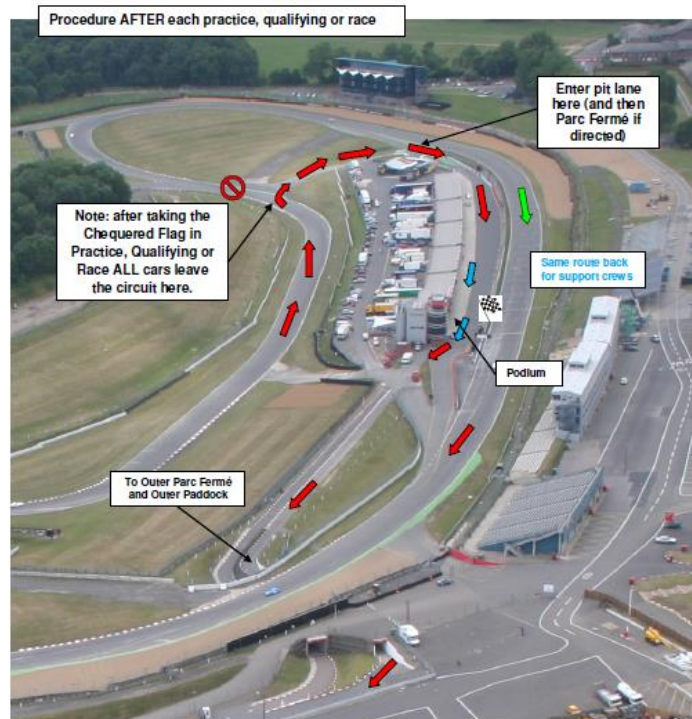 Procedure AFTER each practice, qualifying or race
Enter pit lane
here (and then
Parc Fermé if
directed)
Note: after taking the
Chequered Flag in
Practice, Qualifying or
Race ALL cars leave
the circuit here.
Same route back
for support crews
Podium
To Outer Parc Fermé
and Outer Paddock